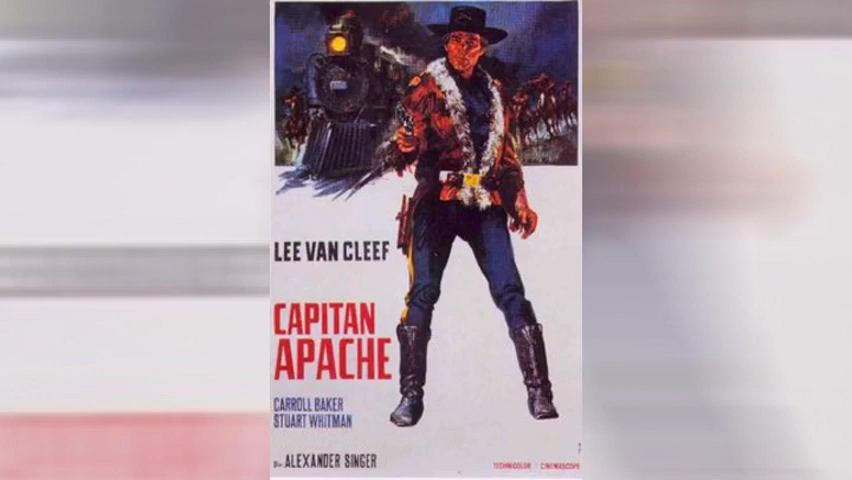 LEE VAN CLEEF
CAPITAN
APACHE
CARROLL BAKER
STUART WHITMAN
ALEXANDER SINGER
TECHNICOLOR
CINEMASCOPE